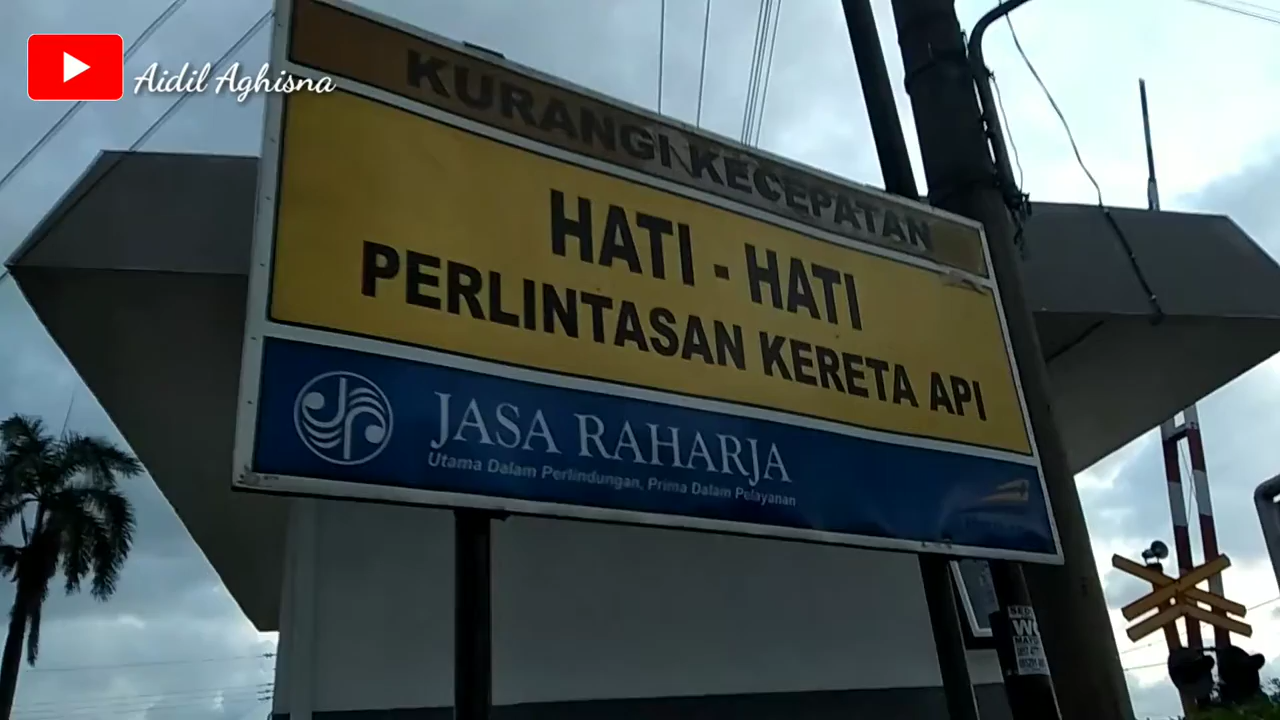 Aidil Aghisna
KURANGI KECEPATAN
HATI - HATI
PERLINTASAN KERETA API
JASA RAHARJA
Utama Dalam Perlindungan, Prima Dalam Pelayanan